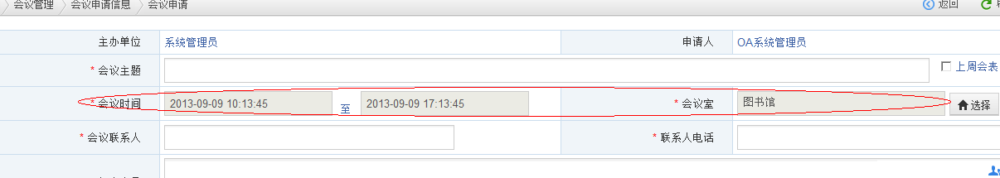 会议管理 会议申请信息 会议申请 返回
主办单位 系统管理员 申请人 OA系统管理员
* 会议主题 上周会表
* 会议时间 2013-09-09 10:13:45 至 2013-09-09 17:13:45 * 会议室 图书馆 选择
* 会议联系人 * 联系人电话